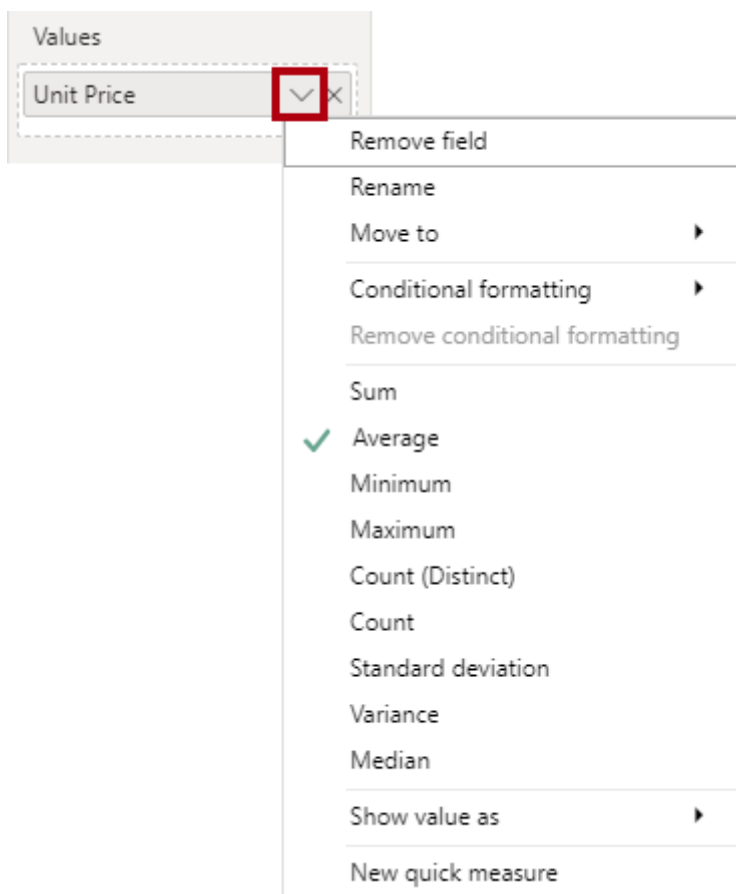 Values
Unit Price
Remove field
Rename
Move to
Conditional formatting
Remove conditional formatting
Sum
Average
Minimum
Maximum
Count (Distinct)
Count
Standard deviation
Variance
Median
Show value as
New quick measure